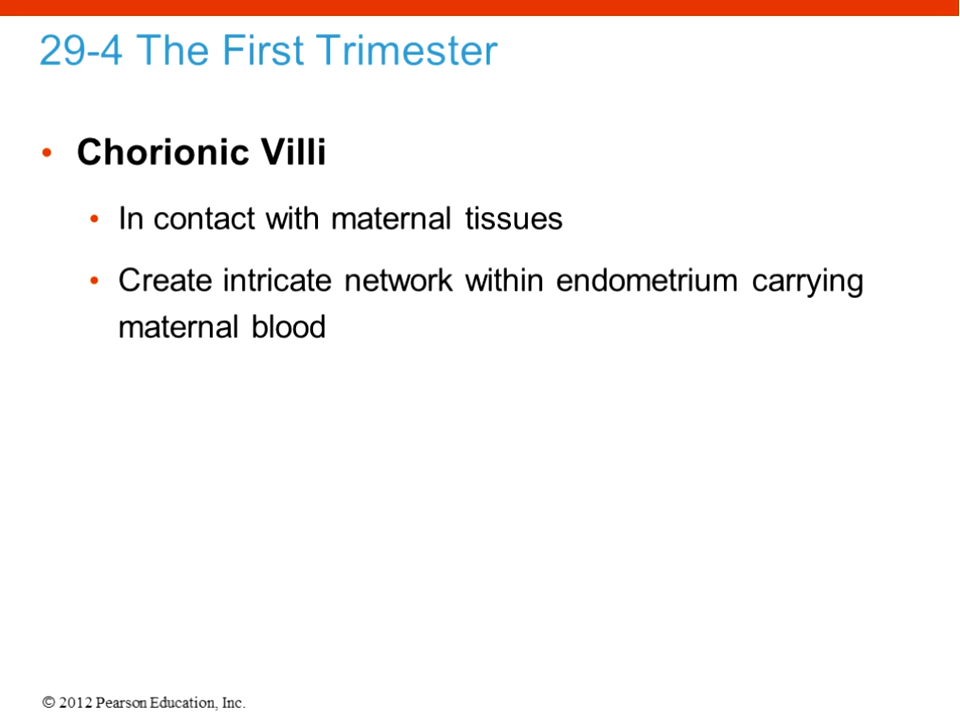 29-4 The First Trimester
• Chorionic Villi
• In contact with maternal tissues
• Create intricate network within endometrium carrying
maternal blood
© 2012 Pearson Education, Inc.